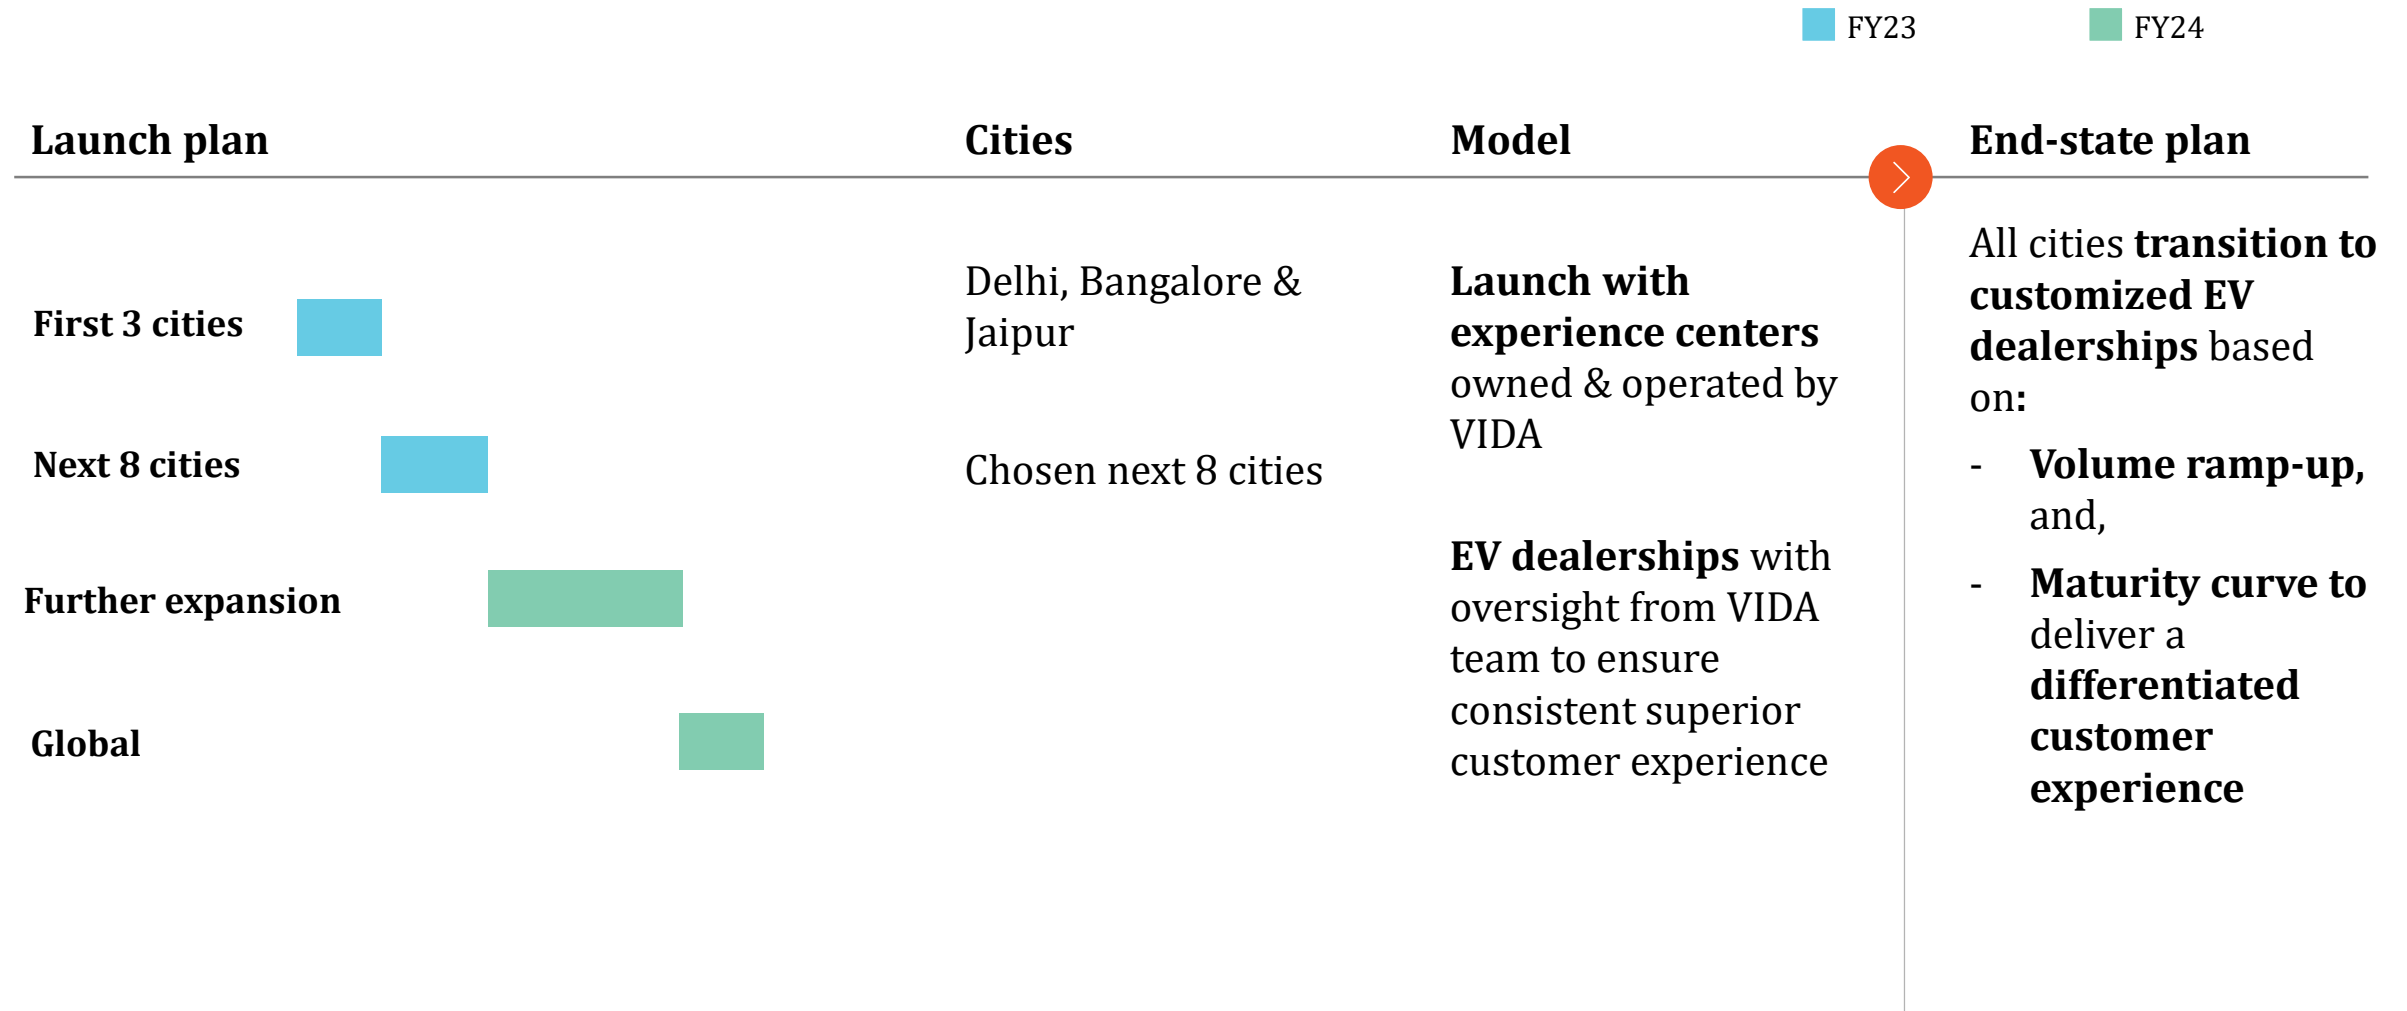 FY23
FY24
Launch plan
Cities
Model
End-state plan
First 3 cities
Next 8 cities
Further expansion
Global
Delhi, Bangalore &
Jaipur
Chosen next 8 cities
Launch with
experience centers
owned & operated by
VIDA
EV dealerships with
oversight from VIDA
team to ensure
consistent superior
customer experience
All cities transition to
customized EV
dealerships based
on:
- Volume ramp-up,
and,
- Maturity curve to
deliver a
differentiated
customer
experience